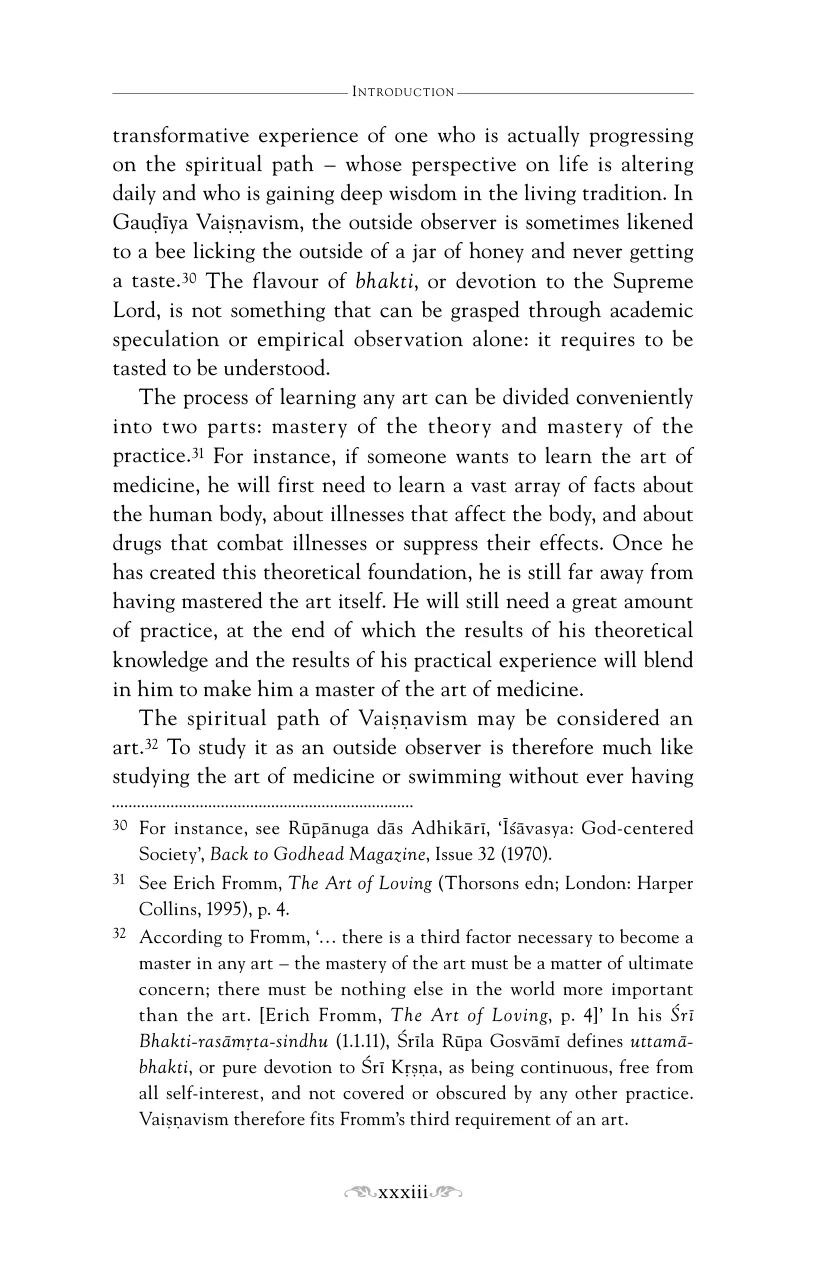 INTRODUCTION
transformative experience of one who is actually progressing
on the spiritual path – whose perspective on life is altering
daily and who is gaining deep wisdom in the living tradition. In
Gauḍīya Vaiṣṇavism, the outside observer is sometimes likened
to a bee licking the outside of a jar of honey and never getting
a taste.30 The flavour of bhakti, or devotion to the Supreme
Lord, is not something that can be grasped through academic
speculation or empirical observation alone: it requires to be
tasted to be understood.
The process of learning any art can be divided conveniently
into two parts: mastery of the theory and mastery of the
practice.31 For instance, if someone wants to learn the art of
medicine, he will first need to learn a vast array of facts about
the human body, about illnesses that affect the body, and about
drugs that combat illnesses or suppress their effects. Once he
has created this theoretical foundation, he is still far away from
having mastered the art itself. He will still need a great amount
of practice, at the end of which the results of his theoretical
knowledge and the results of his practical experience will blend
in him to make him a master of the art of medicine.
The spiritual path of Vaiṣṇavism may be considered an
art.32 To study it as an outside observer is therefore much like
studying the art of medicine or swimming without ever having
30 For instance, see Rūpānuga dās Adhikārī, ‘Īśāvasya: God-centered
Society’, Back to Godhead Magazine, Issue 32 (1970).
31 See Erich Fromm, The Art of Loving (Thorsons edn; London: Harper
Collins, 1995), p. 4.
32 According to Fromm, ‘… there is a third factor necessary to become a
master in any art – the mastery of the art must be a matter of ultimate
concern; there must be nothing else in the world more important
than the art. [Erich Fromm, The Art of Loving, p. 4]’ In his Śrī
Bhakti-rasāmṛta-sindhu (1.1.11), Śrīla Rūpa Gosvāmī defines uttamā-
bhakti, or pure devotion to Śrī Kṛṣṇa, as being continuous, free from
all self-interest, and not covered or obscured by any other practice.
Vaiṣṇavism therefore fits Fromm’s third requirement of an art.
xxxiii